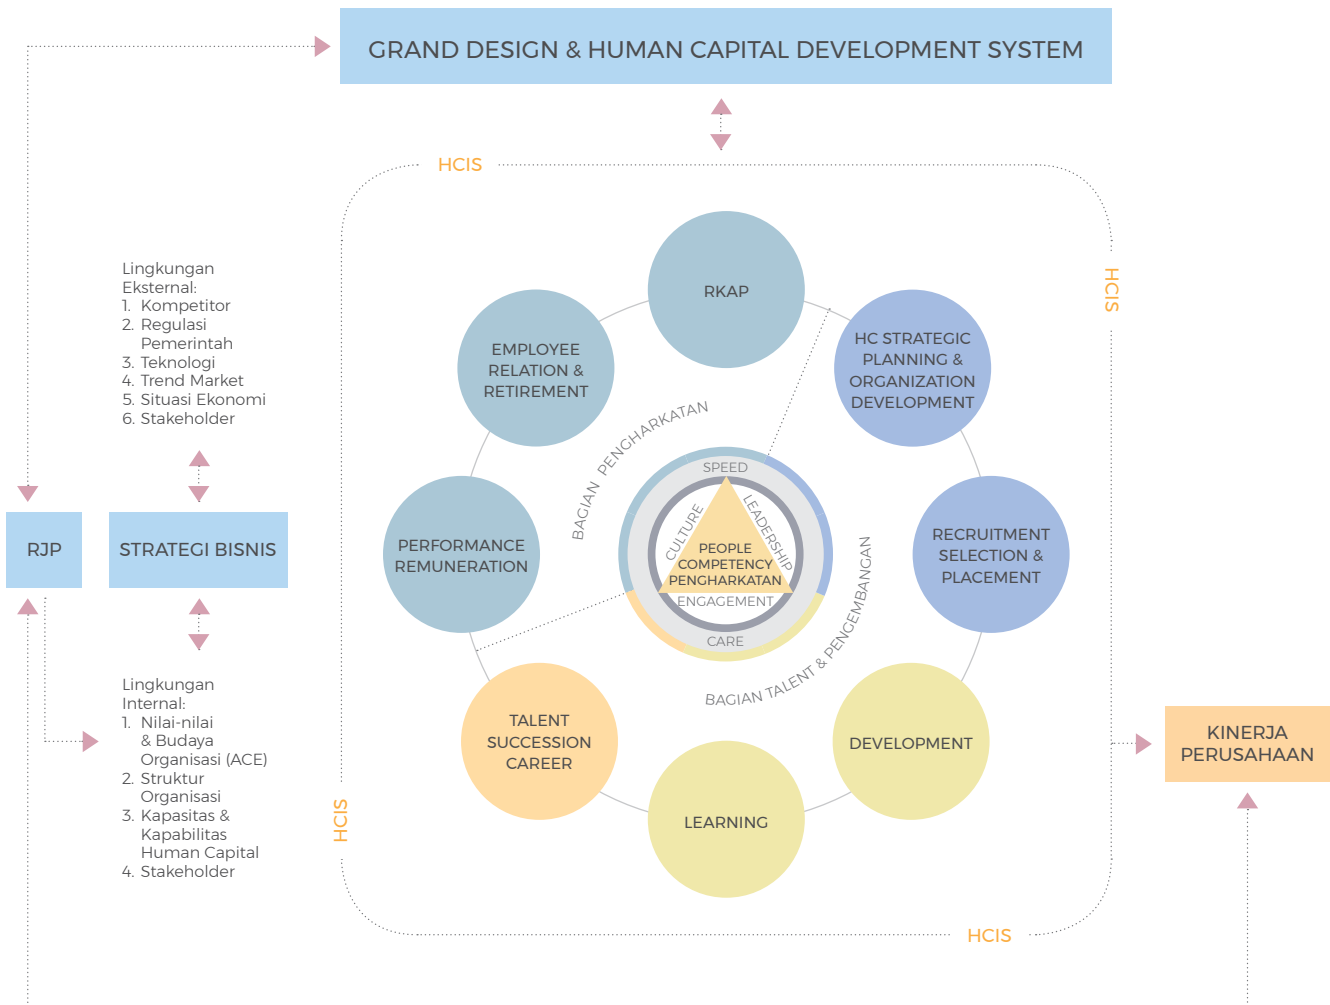 GRAND DESIGN & HUMAN CAPITAL DEVELOPMENT SYSTEM
HCIS
Lingkungan
Eksternal:
1. Kompetitor
2. Regulasi
Pemerintah
3. Teknologi
4. Trend Market
5. Situasi Ekonomi
6. Stakeholder
RJP
STRATEGI BISNIS
Lingkungan
Internal:
1. Nilai-nilai
& Budaya
Organisasi (ACE)
2. Struktur
Organisasi
3. Kapasitas &
Kapabilitas
Human Capital
4. Stakeholder
RKAP
HC STRATEGIC
PLANNING &
ORGANIZATION
DEVELOPMENT
RECRUITMENT
SELECTION &
PLACEMENT
DEVELOPMENT
LEARNING
TALENT
SUCCESSION
CAREER
PERFORMANCE
REMUNERATION
EMPLOYEE
RELATION &
RETIREMENT
BAGIAN PENGHARKATAN
BAGIAN TALENT & PENGEMBANGAN
SPEED
CULTURE
LEADERSHIP
PEOPLE
COMPETENCY
PENGHARKATAN
ENGAGEMENT
CARE
HCIS
HCIS
HCIS
KINERJA
PERUSAHAAN